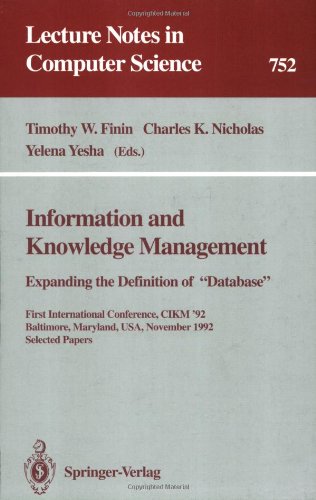 Lecture Notes in
Computer Science 752
Timothy W. Finin Charles K. Nicholas
Yelena Yesha (Eds.)
Information and
Knowledge Management
Expanding the Definition of “Database”
First International Conference, CIKM ’92
Baltimore, Maryland, USA, November 1992
Selected Papers
Springer-Verlag